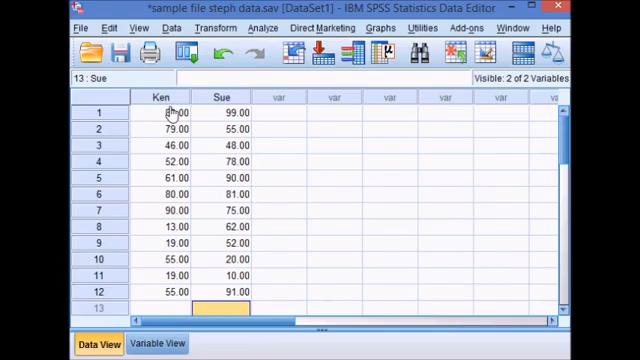 *sample file steph data.sav [DataSet1] - IBM SPSS Statistics Data Editor
File Edit View Data Transform Analyze Direct Marketing Graphs Utilities Add-ons Window Help
13 : Sue
Visible: 2 of 2 Variables
Ken Sue var var var var var va
1 .00 99.00
2 79.00 55.00
3 46.00 48.00
4 52.00 78.00
5 61.00 90.00
6 80.00 81.00
7 90.00 75.00
8 13.00 62.00
9 19.00 52.00
10 55.00 20.00
11 19.00 10.00
12 55.00 91.00
13
Data View Variable View